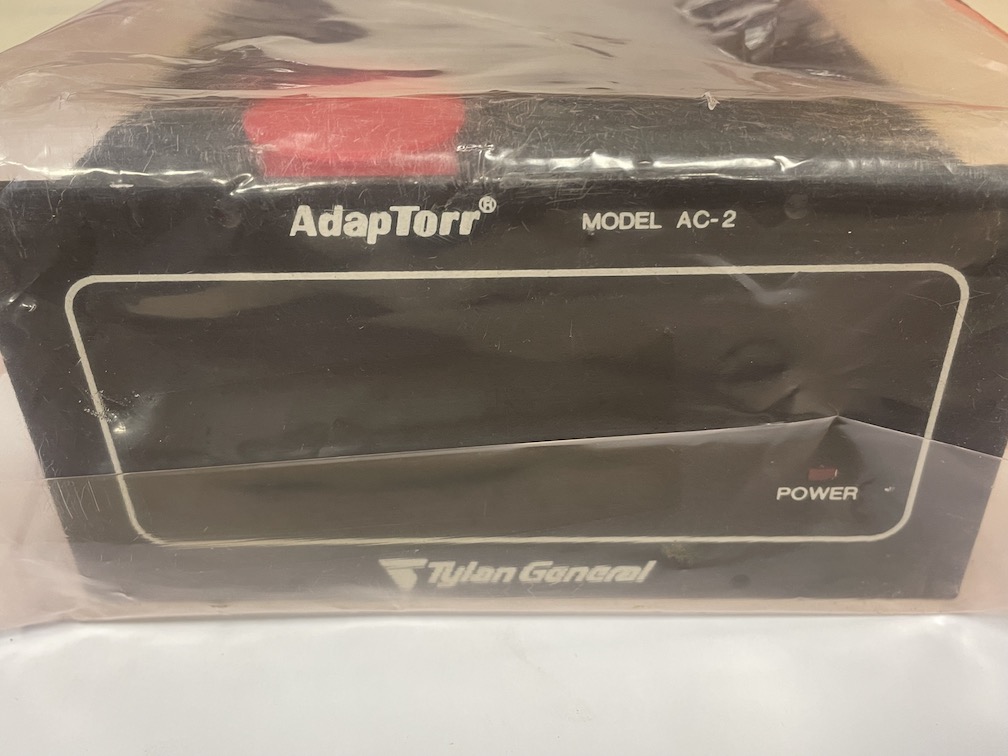 AdapTorr® MODEL AC-2
POWER
Tylan General